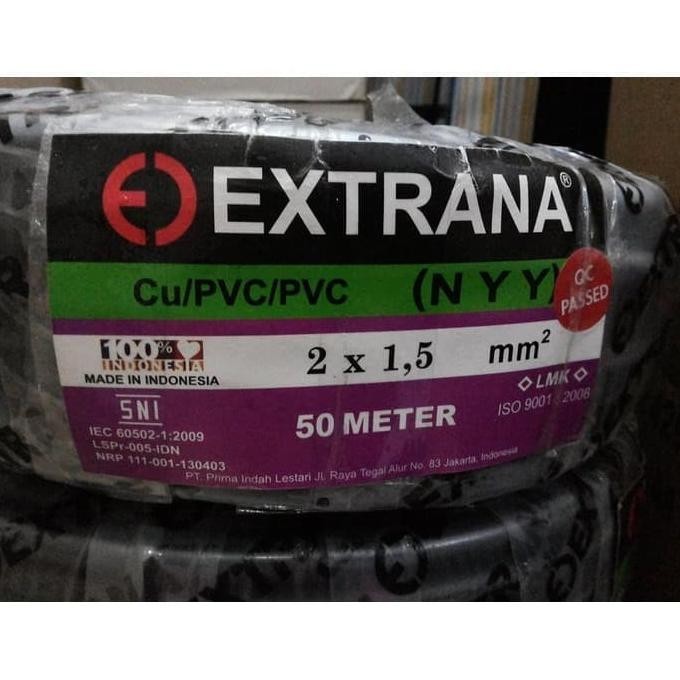 EXTRANA®
Cu/PVC/PVC (N Y Y)
QC PASSED
100% INDONESIA
MADE IN INDONESIA
2 x 1,5 mm²
SNI
IEC 60502-1:2009
LSPr-005-IDN
NRP 111-001-130403
50 METER
LMK
ISO 9001 : 2008
PT. Prima Indah Lestari Jl. Raya Tegal Alur No. 83 Jakarta, Indonesia
EXTRA